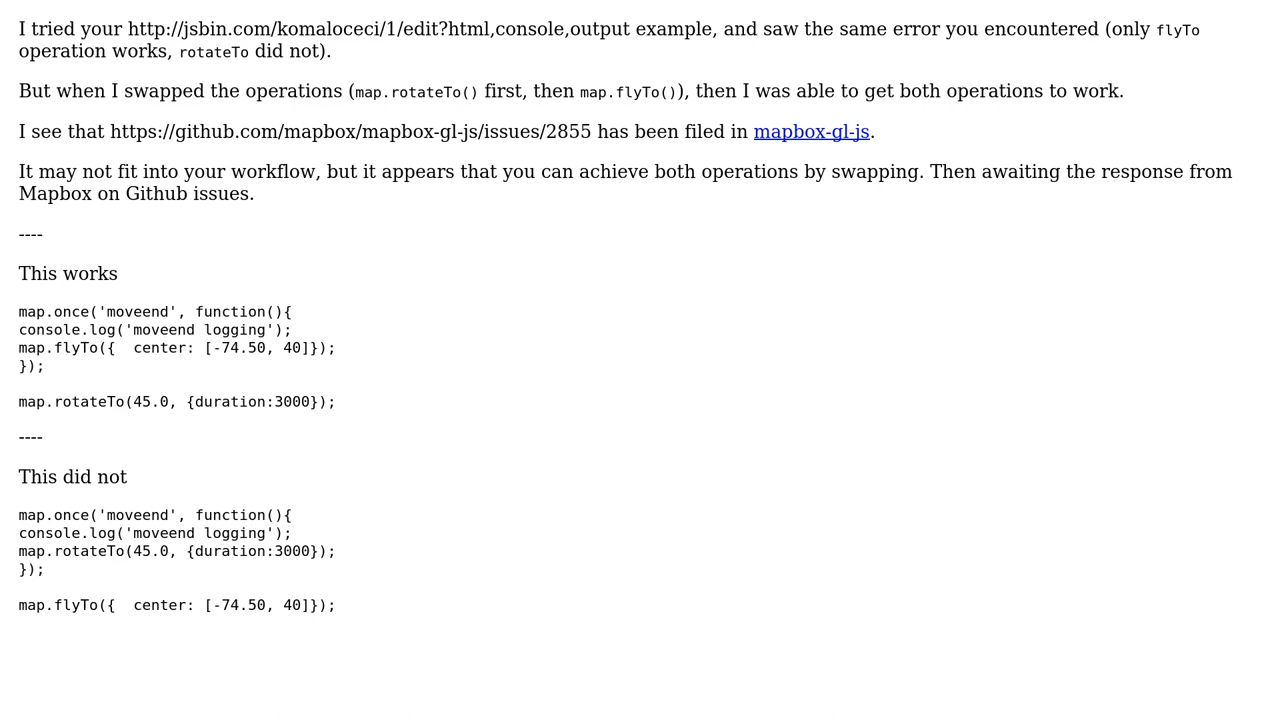 I tried your http://jsbin.com/komaloceci/1/edit?html,console,output example, and saw the same error you encountered (only flyTo
operation works, rotateTo did not).
But when I swapped the operations (map.rotateTo() first, then map.flyTo()), then I was able to get both operations to work.
I see that https://github.com/mapbox/mapbox-gl-js/issues/2855 has been filed in mapbox-gl-js.
It may not fit into your workflow, but it appears that you can achieve both operations by swapping. Then awaiting the response from
Mapbox on Github issues.
----
This works
map.once('moveend', function(){
console.log('moveend logging');
map.flyTo({  center: [-74.50, 40]});
});
map.rotateTo(45.0, {duration:3000});
----
This did not
map.once('moveend', function(){
console.log('moveend logging');
map.rotateTo(45.0, {duration:3000});
});
map.flyTo({  center: [-74.50, 40]});